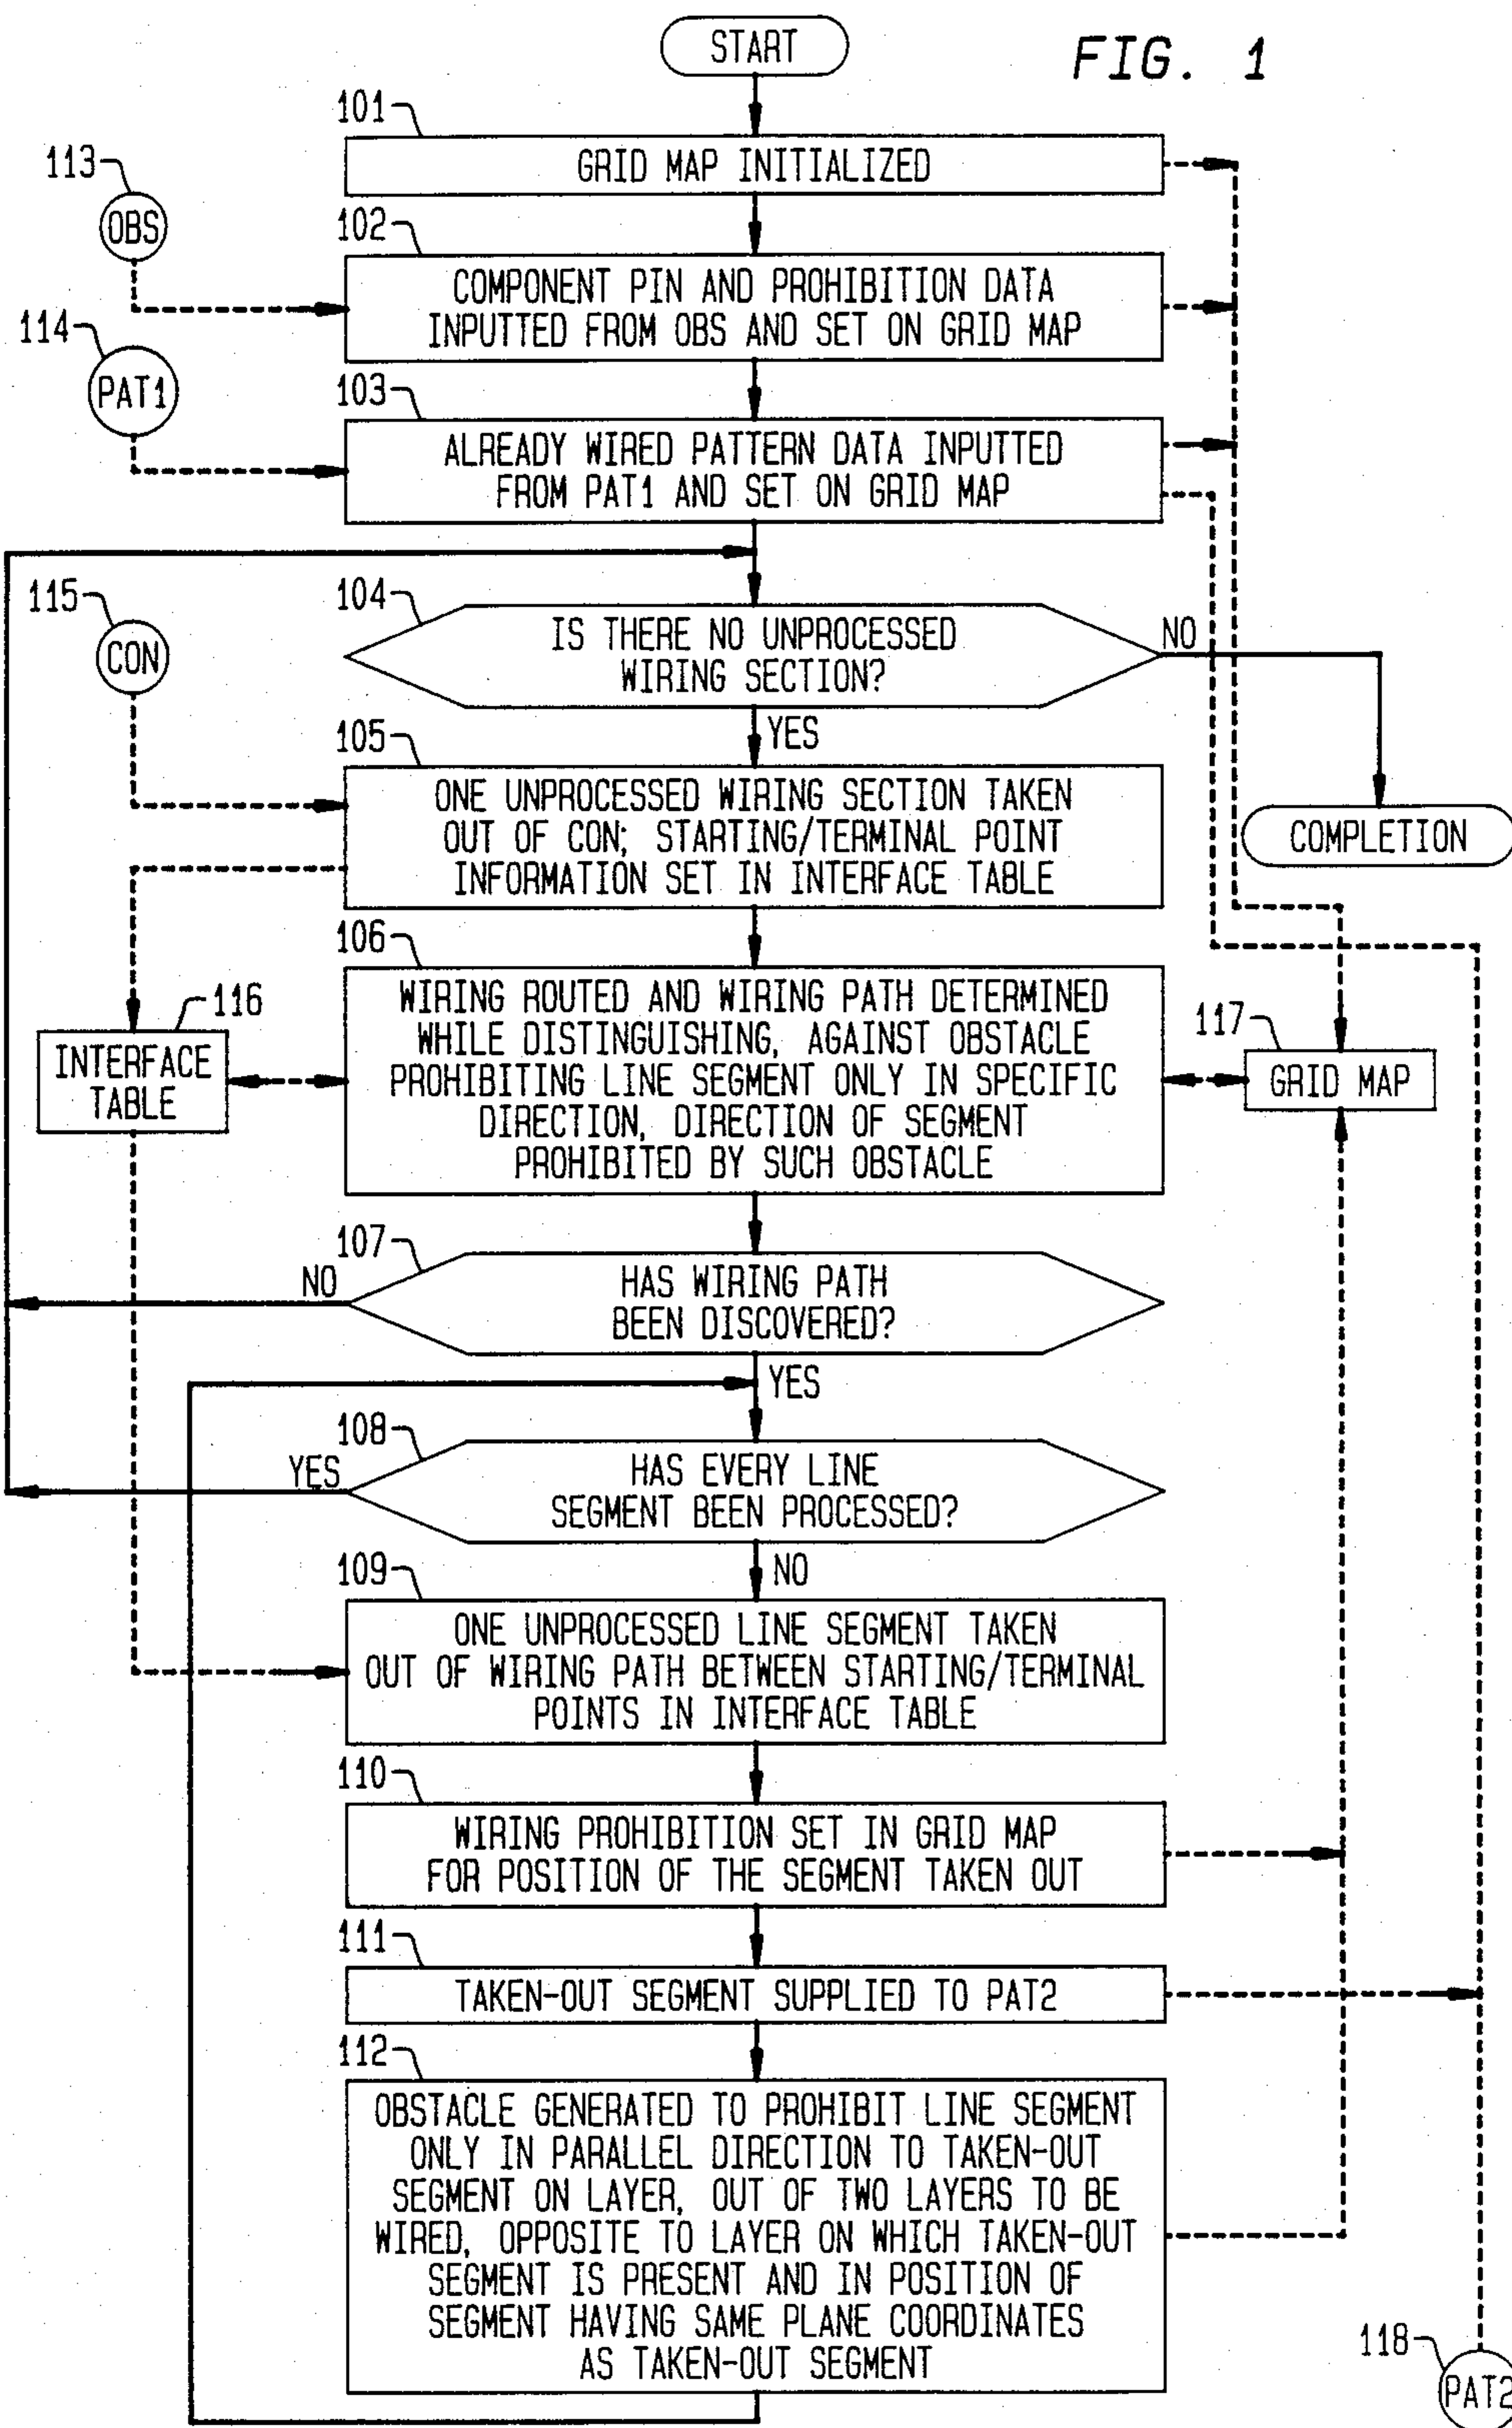 START
FIG. 1
101
GRID MAP INITIALIZED
113
OBS
102
COMPONENT PIN AND PROHIBITION DATA
INPUTTED FROM OBS AND SET ON GRID MAP
114
PAT1
103
ALREADY WIRED PATTERN DATA INPUTTED
FROM PAT1 AND SET ON GRID MAP
115
CON
104
IS THERE NO UNPROCESSED
WIRING SECTION?
NO
YES
105
ONE UNPROCESSED WIRING SECTION TAKEN
OUT OF CON; STARTING/TERMINAL POINT
INFORMATION SET IN INTERFACE TABLE
COMPLETION
106
WIRING ROUTED AND WIRING PATH DETERMINED
WHILE DISTINGUISHING, AGAINST OBSTACLE
PROHIBITING LINE SEGMENT ONLY IN SPECIFIC
DIRECTION, DIRECTION OF SEGMENT
PROHIBITED BY SUCH OBSTACLE
116
INTERFACE
TABLE
117
GRID MAP
107
NO
HAS WIRING PATH
BEEN DISCOVERED?
YES
108
YES
HAS EVERY LINE
SEGMENT BEEN PROCESSED?
NO
109
ONE UNPROCESSED LINE SEGMENT TAKEN
OUT OF WIRING PATH BETWEEN STARTING/TERMINAL
POINTS IN INTERFACE TABLE
110
WIRING PROHIBITION SET IN GRID MAP
FOR POSITION OF THE SEGMENT TAKEN OUT
111
TAKEN-OUT SEGMENT SUPPLIED TO PAT2
112
OBSTACLE GENERATED TO PROHIBIT LINE SEGMENT
ONLY IN PARALLEL DIRECTION TO TAKEN-OUT
SEGMENT ON LAYER, OUT OF TWO LAYERS TO BE
WIRED, OPPOSITE TO LAYER ON WHICH TAKEN-OUT
SEGMENT IS PRESENT AND IN POSITION OF
SEGMENT HAVING SAME PLANE COORDINATES
AS TAKEN-OUT SEGMENT
118
PAT2